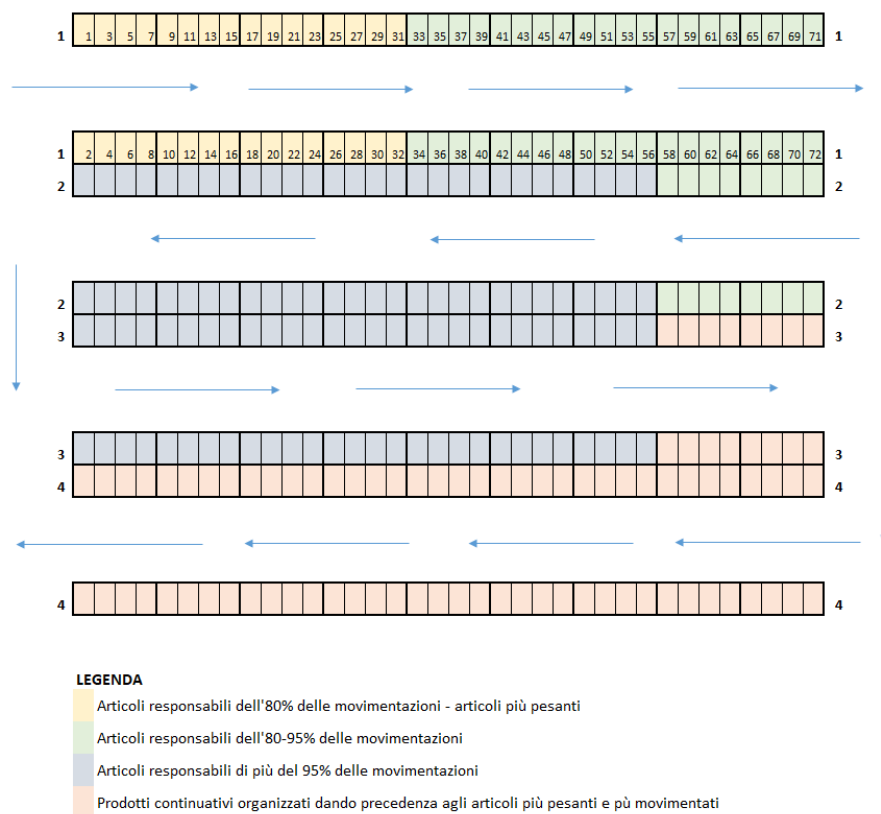 1 1 3 5 7 9 11 13 15 17 19 21 23 25 27 29 31 33 35 37 39 41 43 45 47 49 51 53 55 57 59 61 63 65 67 69 71 1
1 2 4 6 8 10 12 14 16 18 20 22 24 26 28 30 32 34 36 38 40 42 44 46 48 50 52 54 56 58 60 62 64 66 68 70 72 1
2 2
2 2
3 3
3 3
4 4
4 4
LEGENDA
Articoli responsabili dell'80% delle movimentazioni - articoli più pesanti
Articoli responsabili dell'80-95% delle movimentazioni
Articoli responsabili di più del 95% delle movimentazioni
Prodotti continuativi organizzati dando precedenza agli articoli più pesanti e pù movimentati